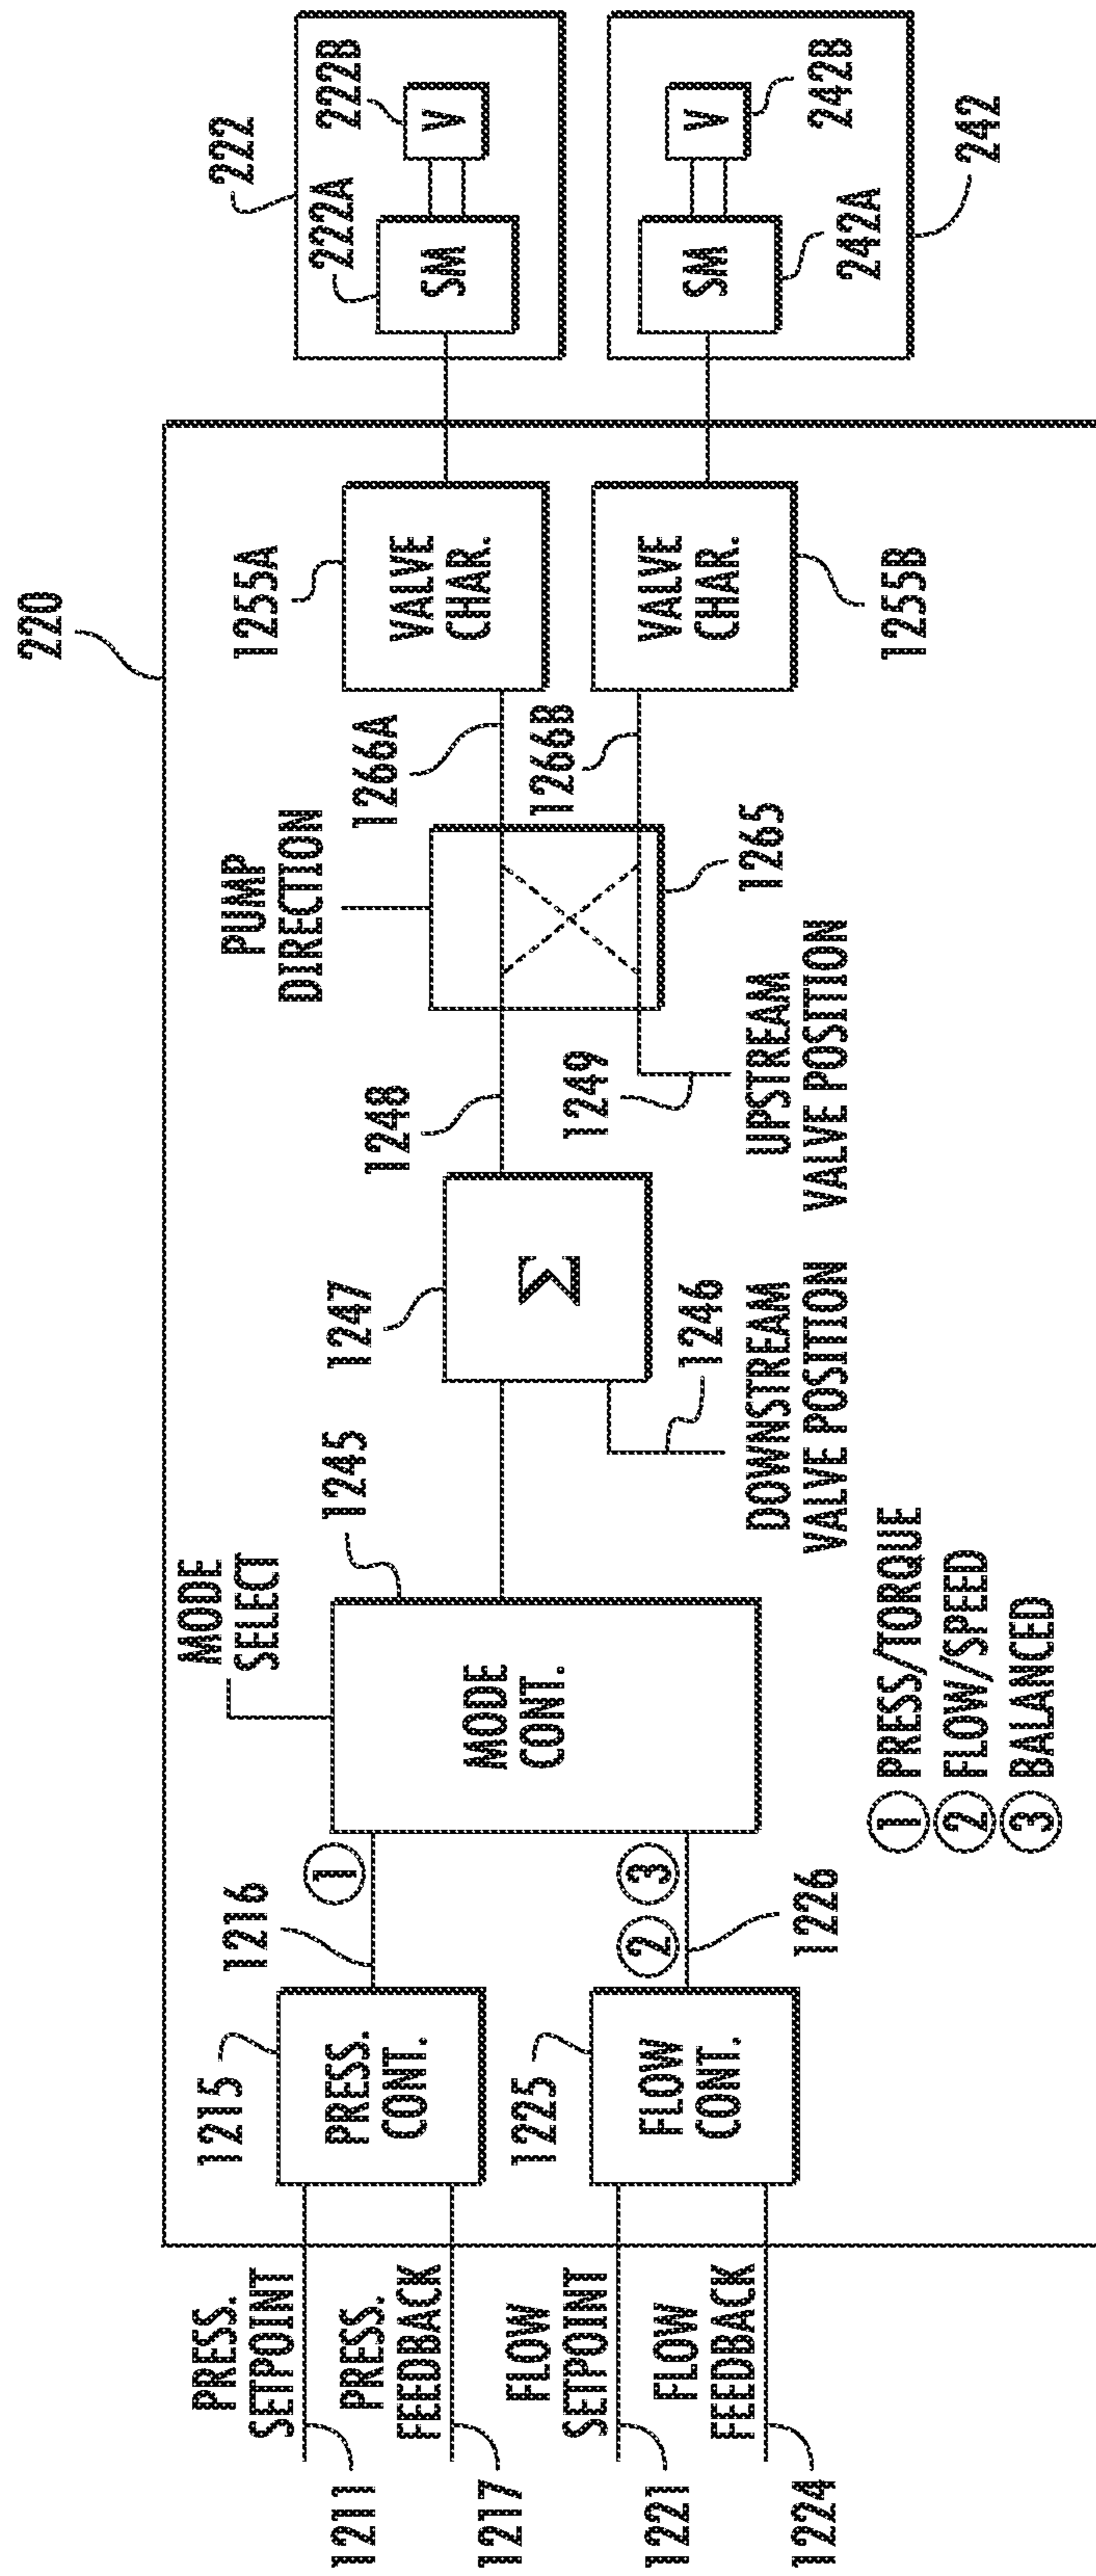 220
222
222A
222B
SM
V
242
242A
242B
SM
V
PRESS.
SETPOINT
1211
PRESS.
FEEDBACK
1217
FLOW
SETPOINT
1221
FLOW
FEEDBACK
1224
1215
PRESS.
CONT.
1216
1
1225
FLOW
CONT.
2 3
1226
MODE
SELECT
MODE
CONT.
1245
1247
Σ
1246
DOWNSTREAM
VALVE POSITION
1248
1249
UPSTREAM
VALVE POSITION
PUMP
DIRECTION
1265
1266A
1266B
1255A
VALVE
CHAR.
VALVE
CHAR.
1255B
1 PRESS/TORQUE
2 FLOW/SPEED
3 BALANCED